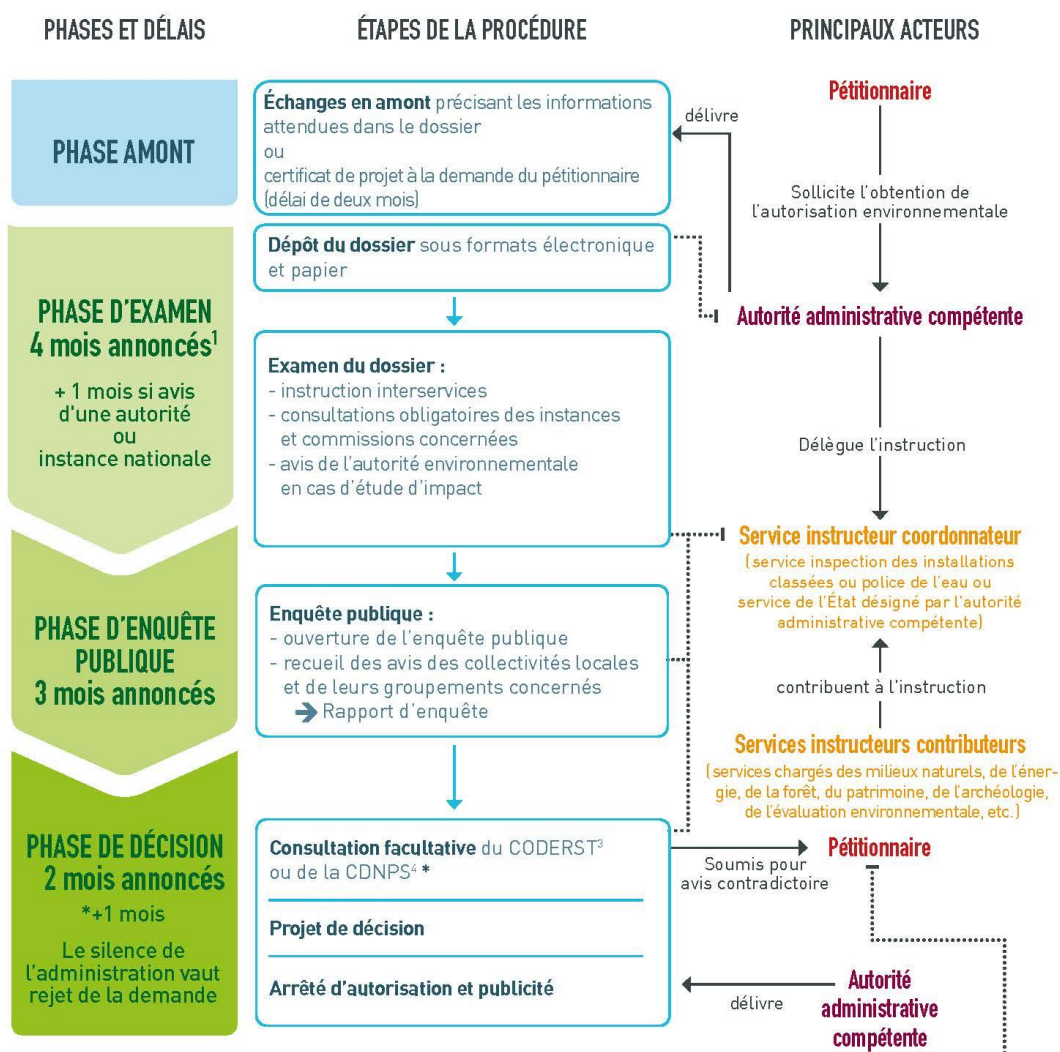 PHASES ET DÉLAIS
ÉTAPES DE LA PROCÉDURE
PRINCIPAUX ACTEURS
PHASE AMONT
Échanges en amont précisant les informations
attendues dans le dossier
ou
certificat de projet à la demande du pétitionnaire
(délai de deux mois)
délivre
Pétitionnaire
Sollicite l'obtention de
l'autorisation environnementale
Dépôt du dossier sous formats électronique
et papier
Autorité administrative compétente
PHASE D'EXAMEN
4 mois annoncés¹
+ 1 mois si avis
d'une autorité
ou
instance nationale
Examen du dossier :
- instruction interservices
- consultations obligatoires des instances
et commissions concernées
- avis de l'autorité environnementale
en cas d'étude d'impact
Délègue l'instruction
Service instructeur coordonnateur
(service inspection des installations
classées ou police de l'eau ou
service de l'État désigné par l'autorité
administrative compétente)
PHASE D'ENQUÊTE
PUBLIQUE
3 mois annoncés
Enquête publique :
- ouverture de l'enquête publique
- recueil des avis des collectivités locales
et de leurs groupements concernés
➔ Rapport d'enquête
contribuent à l'instruction
Services instructeurs contributeurs
(services chargés des milieux naturels, de l'éner-
gie, de la forêt, du patrimoine, de l'archéologie,
de l'évaluation environnementale, etc.)
PHASE DE DÉCISION
2 mois annoncés
*+1 mois
Le silence de
l'administration vaut
rejet de la demande
Consultation facultative du CODERST³
ou de la CDNPS⁴ *
Projet de décision
Arrêté d'autorisation et publicité
Soumis pour
avis contradictoire
Pétitionnaire
délivre
Autorité
administrative
compétente